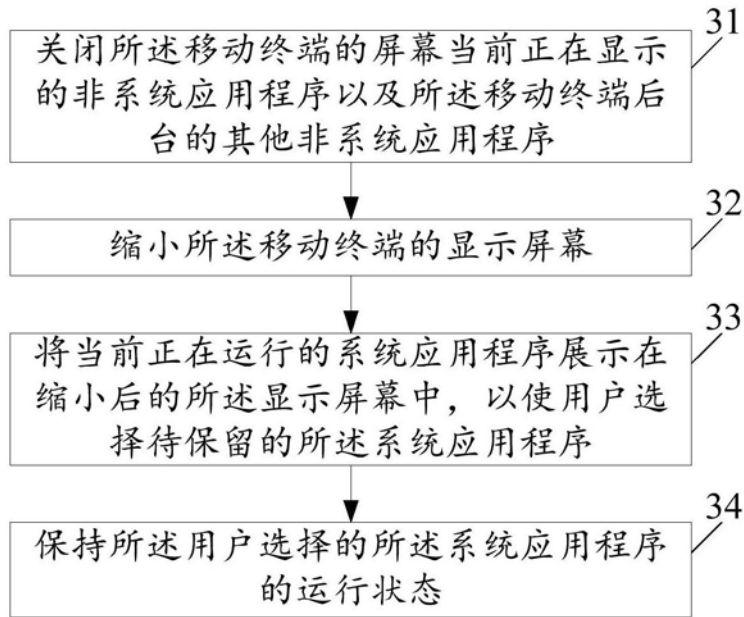 31
关闭所述移动终端的屏幕当前正在显示
的非系统应用程序以及所述移动终端后
台的其他非系统应用程序
32
缩小所述移动终端的显示屏幕
33
将当前正在运行的系统应用程序展示在
缩小后的所述显示屏幕中，以使用户选
择待保留的所述系统应用程序
34
保持所述用户选择的所述系统应用程序
的运行状态